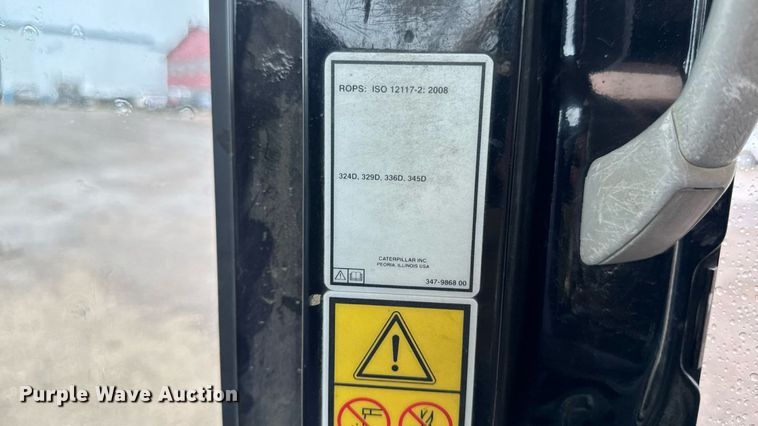 ROPS: ISO 12117-2: 2008
324D, 329D, 336D, 345D
CATERPILLAR INC.
PEORIA, ILLINOIS USA
347-9868 00
Purple Wave Auction